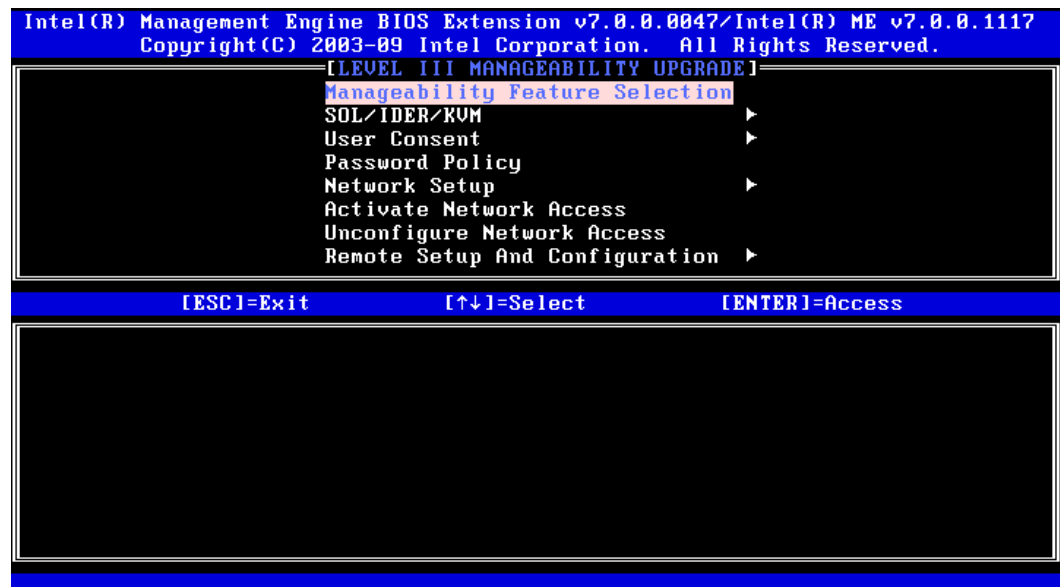 Intel(R) Management Engine BIOS Extension v7.0.0.0047/Intel(R) ME v7.0.0.1117
Copyright(C) 2003-09 Intel Corporation. All Rights Reserved.
[LEVEL III MANAGEABILITY UPGRADE]
Manageability Feature Selection
SOL/IDER/KVM ►
User Consent ►
Password Policy
Network Setup ►
Activate Network Access
Unconfigure Network Access
Remote Setup And Configuration ►
[ESC]=Exit [↑↓]=Select [ENTER]=Access